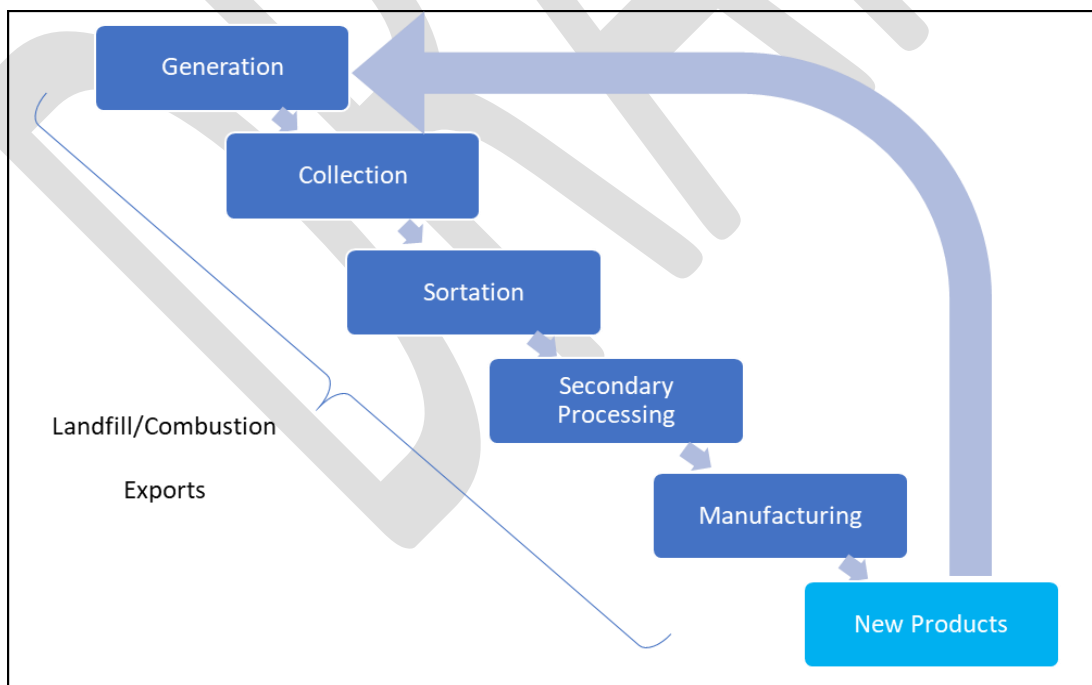 Generation
Collection
Sortation
Secondary
Processing
Landfill/Combustion
Exports
Manufacturing
New Products